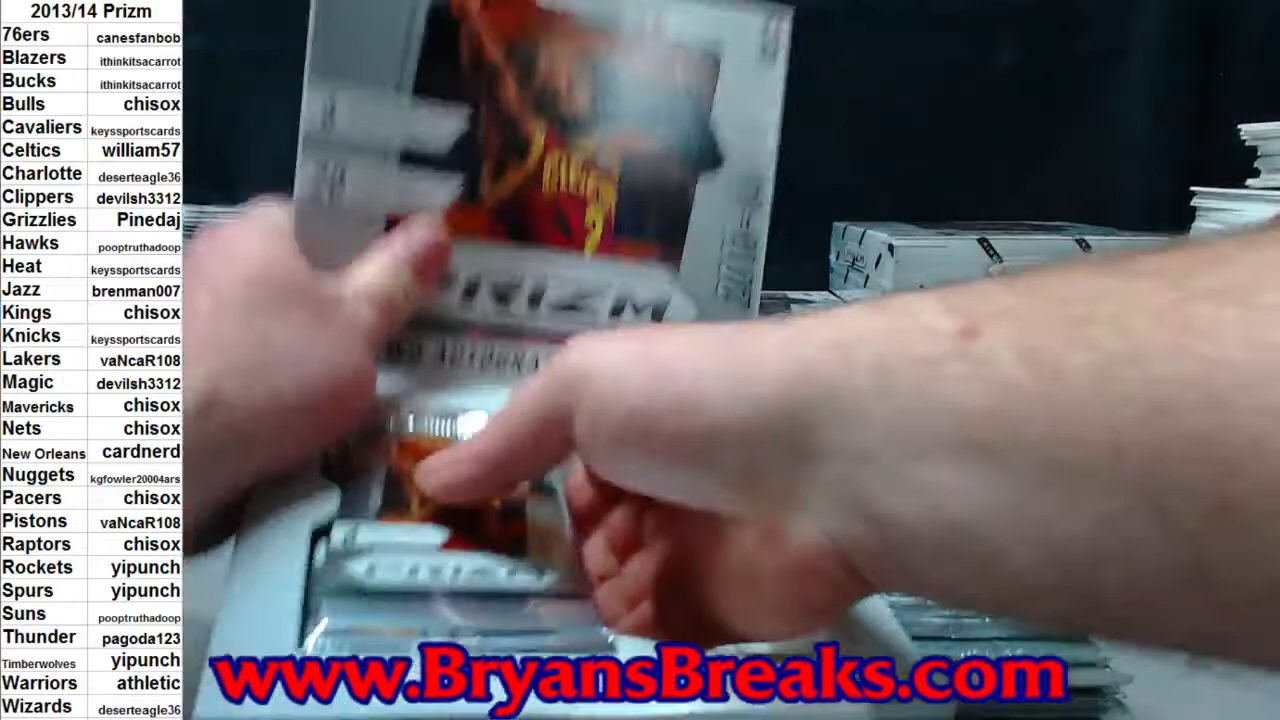 2013/14 Prizm
76ers canesfanbob
Blazers ithinkitsacarrot
Bucks ithinkitsacarrot
Bulls chisox
Cavaliers keyssportscards
Celtics william57
Charlotte deserteagle36
Clippers devilsh3312
Grizzlies Pinedaj
Hawks pooptruthadoop
Heat keyssportscards
Jazz brenman007
Kings chisox
Knicks keyssportscards
Lakers vaNcaR108
Magic devilsh3312
Mavericks chisox
Nets chisox
New Orleans cardnerd
Nuggets kgfowler20004ars
Pacers chisox
Pistons vaNcaR108
Raptors chisox
Rockets yipunch
Spurs yipunch
Suns pooptruthadoop
Thunder pagoda123
Timberwolves yipunch
Warriors athletic
Wizards deserteagle36
PRIZM
www.BryansBreaks.com